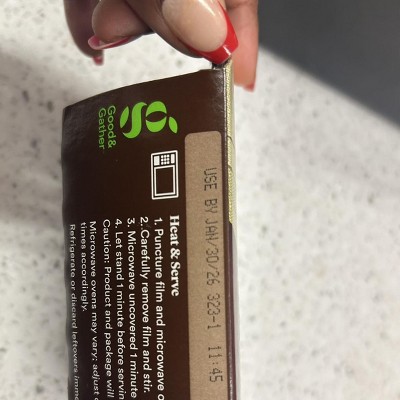 Good&
Gather
USE BY JAN/30/26 323-1 11:45
Heat & Serve
1. Puncture film and microwave
2. Carefully remove film and stir.
3. Microwave uncovered 1 minute
4. Let stand 1 minute before
Caution: Product and package will
Microwave ovens may vary; adjust
times accordingly.
Refrigerate or discard leftovers